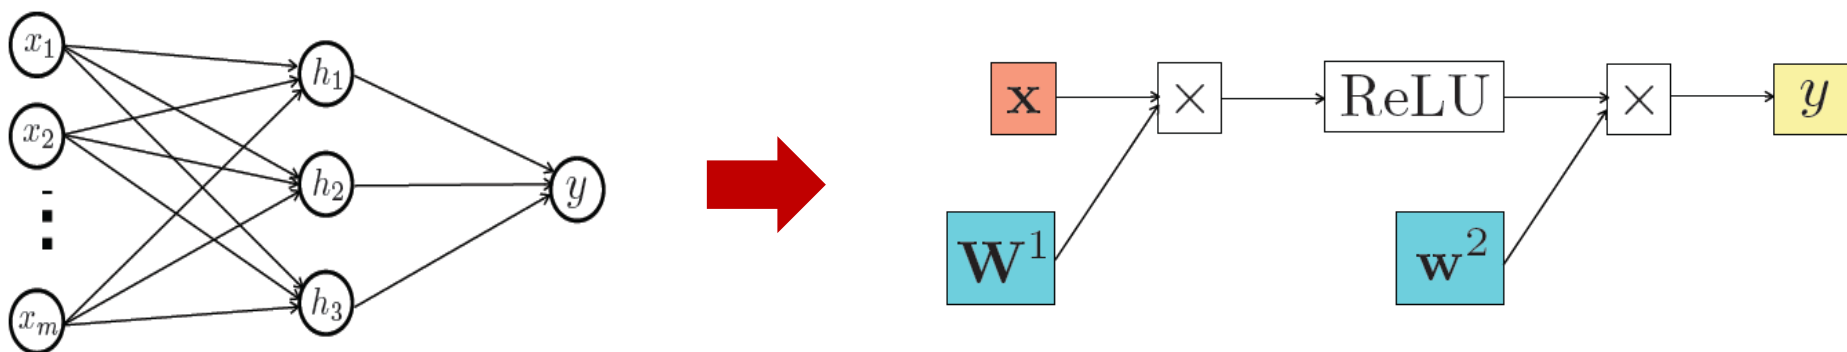 x₁
x₂
⋮
xₘ
h₁
h₂
h₃
y
x
×
ReLU
×
y
W¹
w²